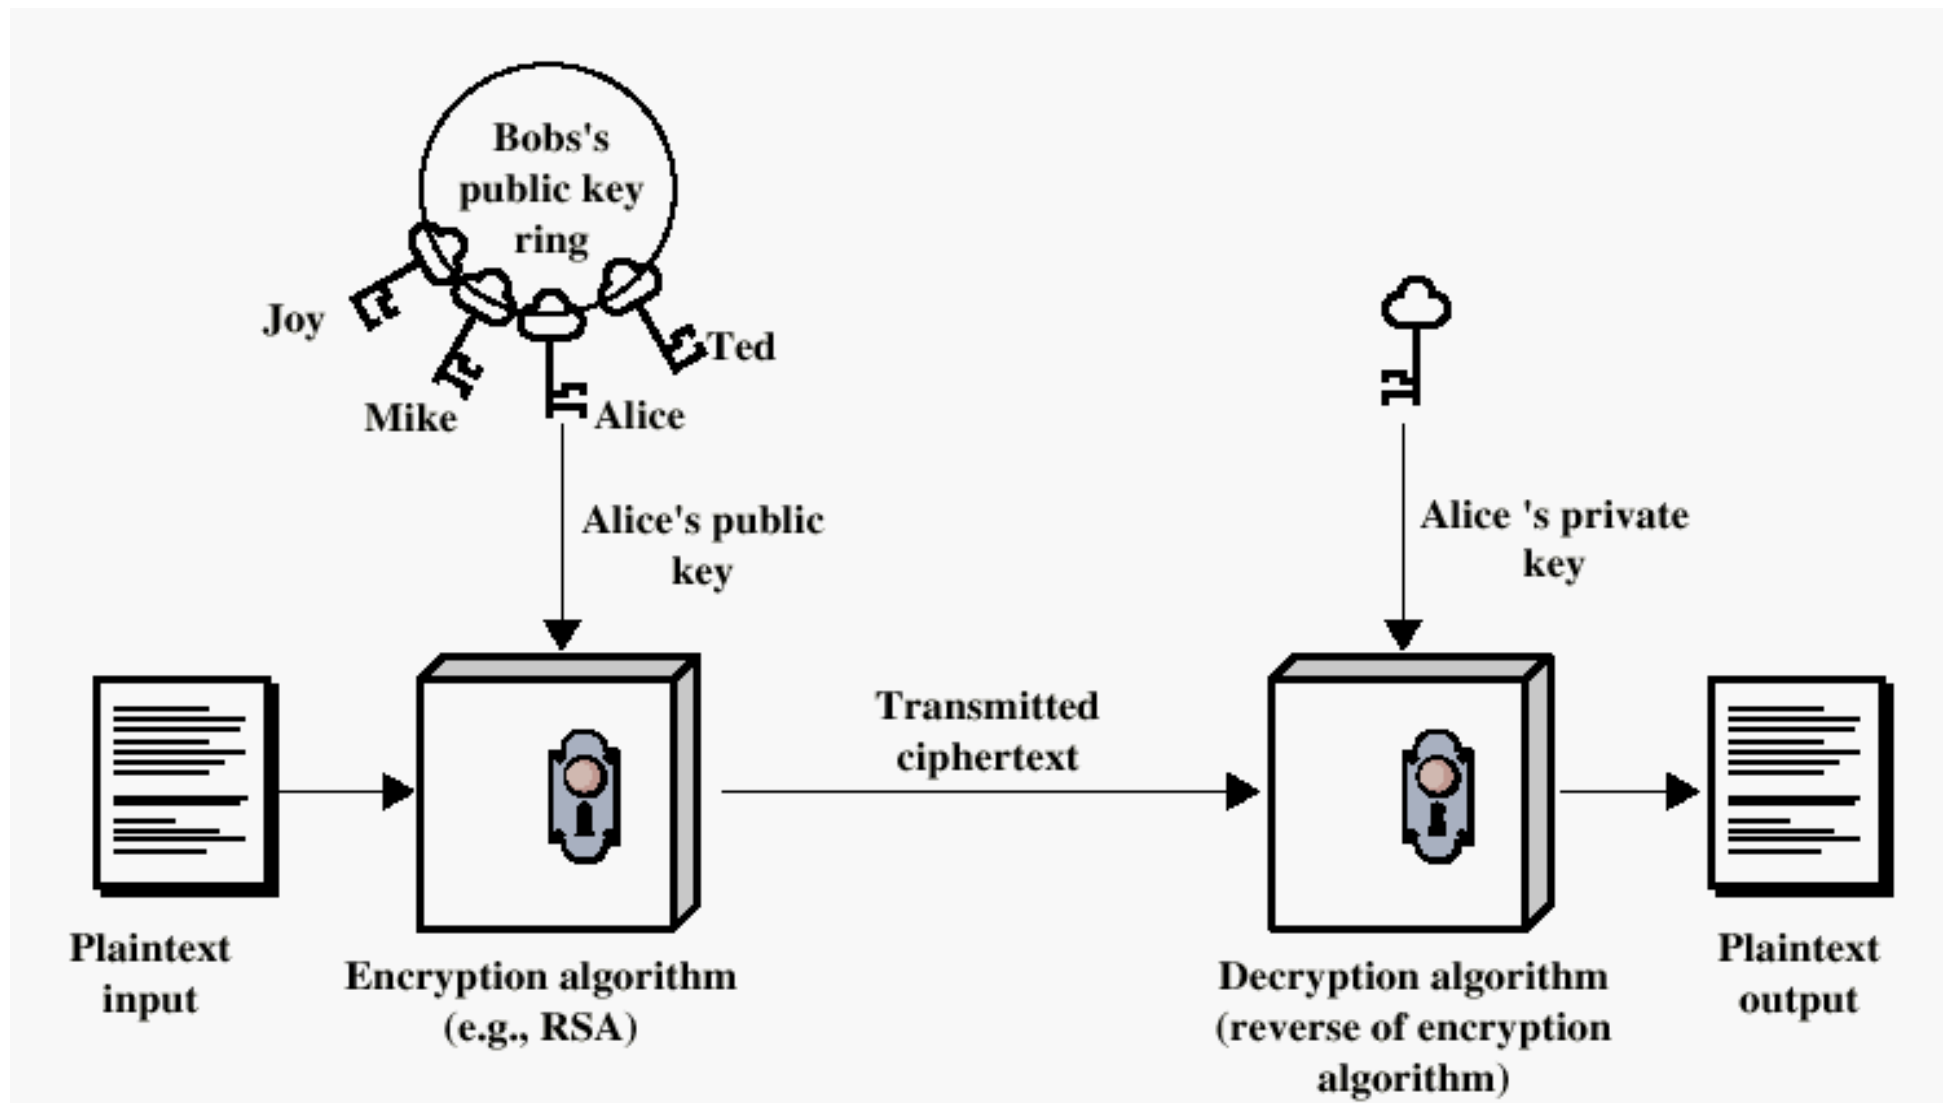 Bobs's
public key
ring
Joy
Ted
Mike
Alice
Alice's public
key
Alice 's private
key
Transmitted
ciphertext
Plaintext
input
Encryption algorithm
(e.g., RSA)
Decryption algorithm
(reverse of encryption
algorithm)
Plaintext
output